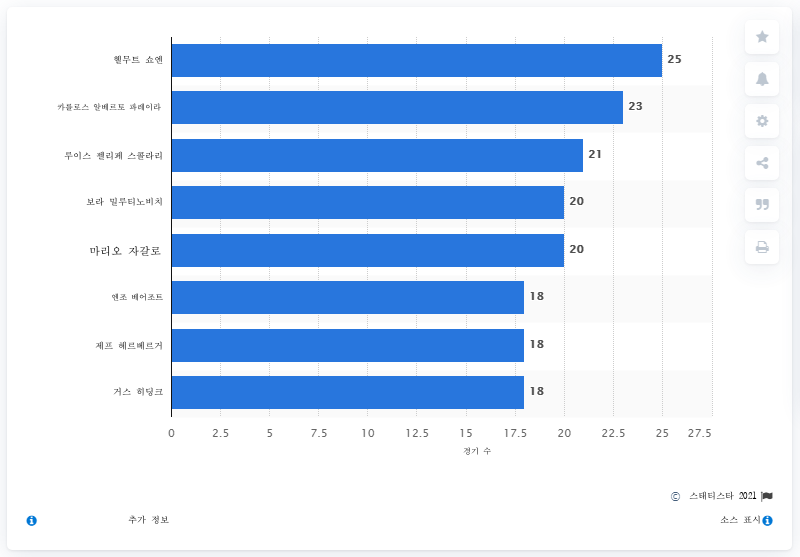 헬무트 쇼엔
25
카를로스 알베르토 파레이라
23
루이스 펠리페 스콜라리
21
보라 밀루티노비치
20
마리오 자갈로
20
엔조 베어조트
18
제프 헤르베르거
18
거스 히딩크
18
0 2.5 5 7.5 10 12.5 15 17.5 20 22.5 25 27.5
경기 수
© 스태티스타 2021
추가 정보
소스 표시